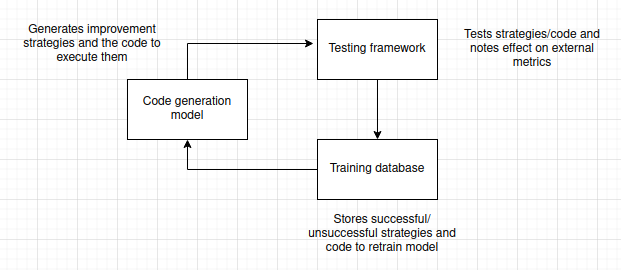 Generates improvement
strategies and the code to
execute them
Testing framework
Tests strategies/code and
notes effect on external
metrics
Code generation
model
Training database
Stores successful/
unsuccessful strategies and
code to retrain model